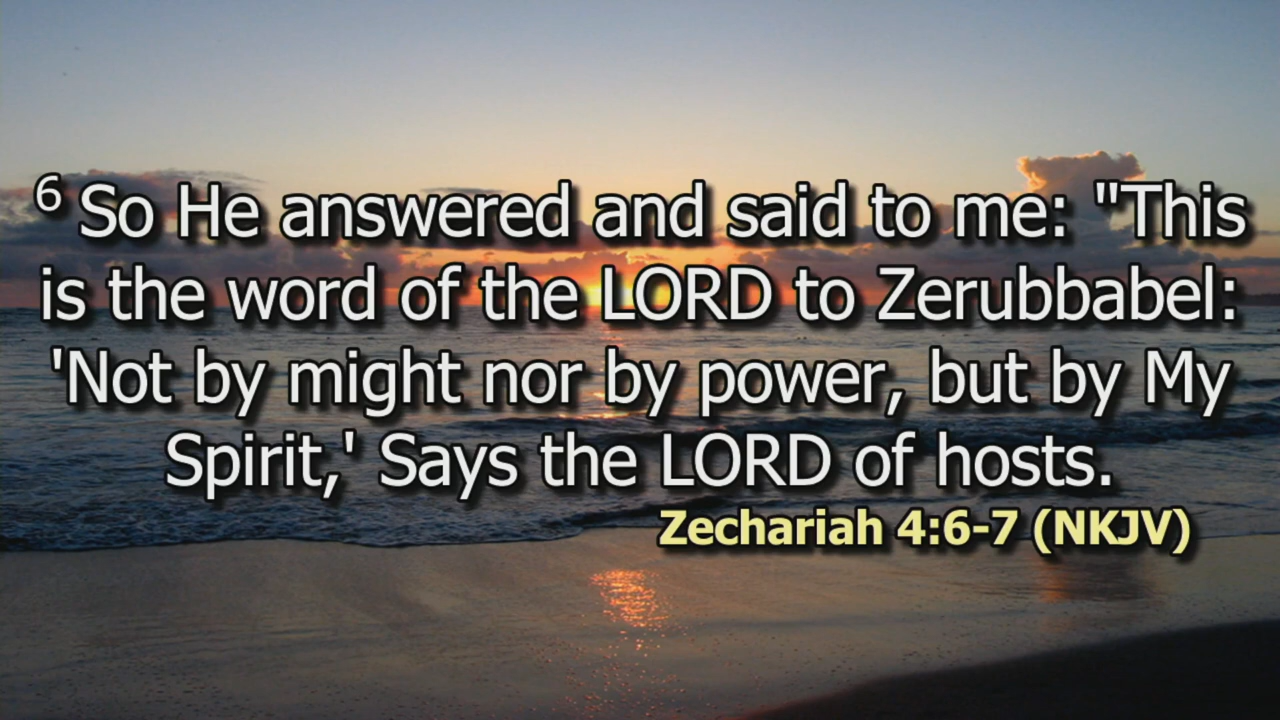 6 So He answered and said to me: "This
is the word of the LORD to Zerubbabel:
'Not by might nor by power, but by My
Spirit,' Says the LORD of hosts.
Zechariah 4:6-7 (NKJV)